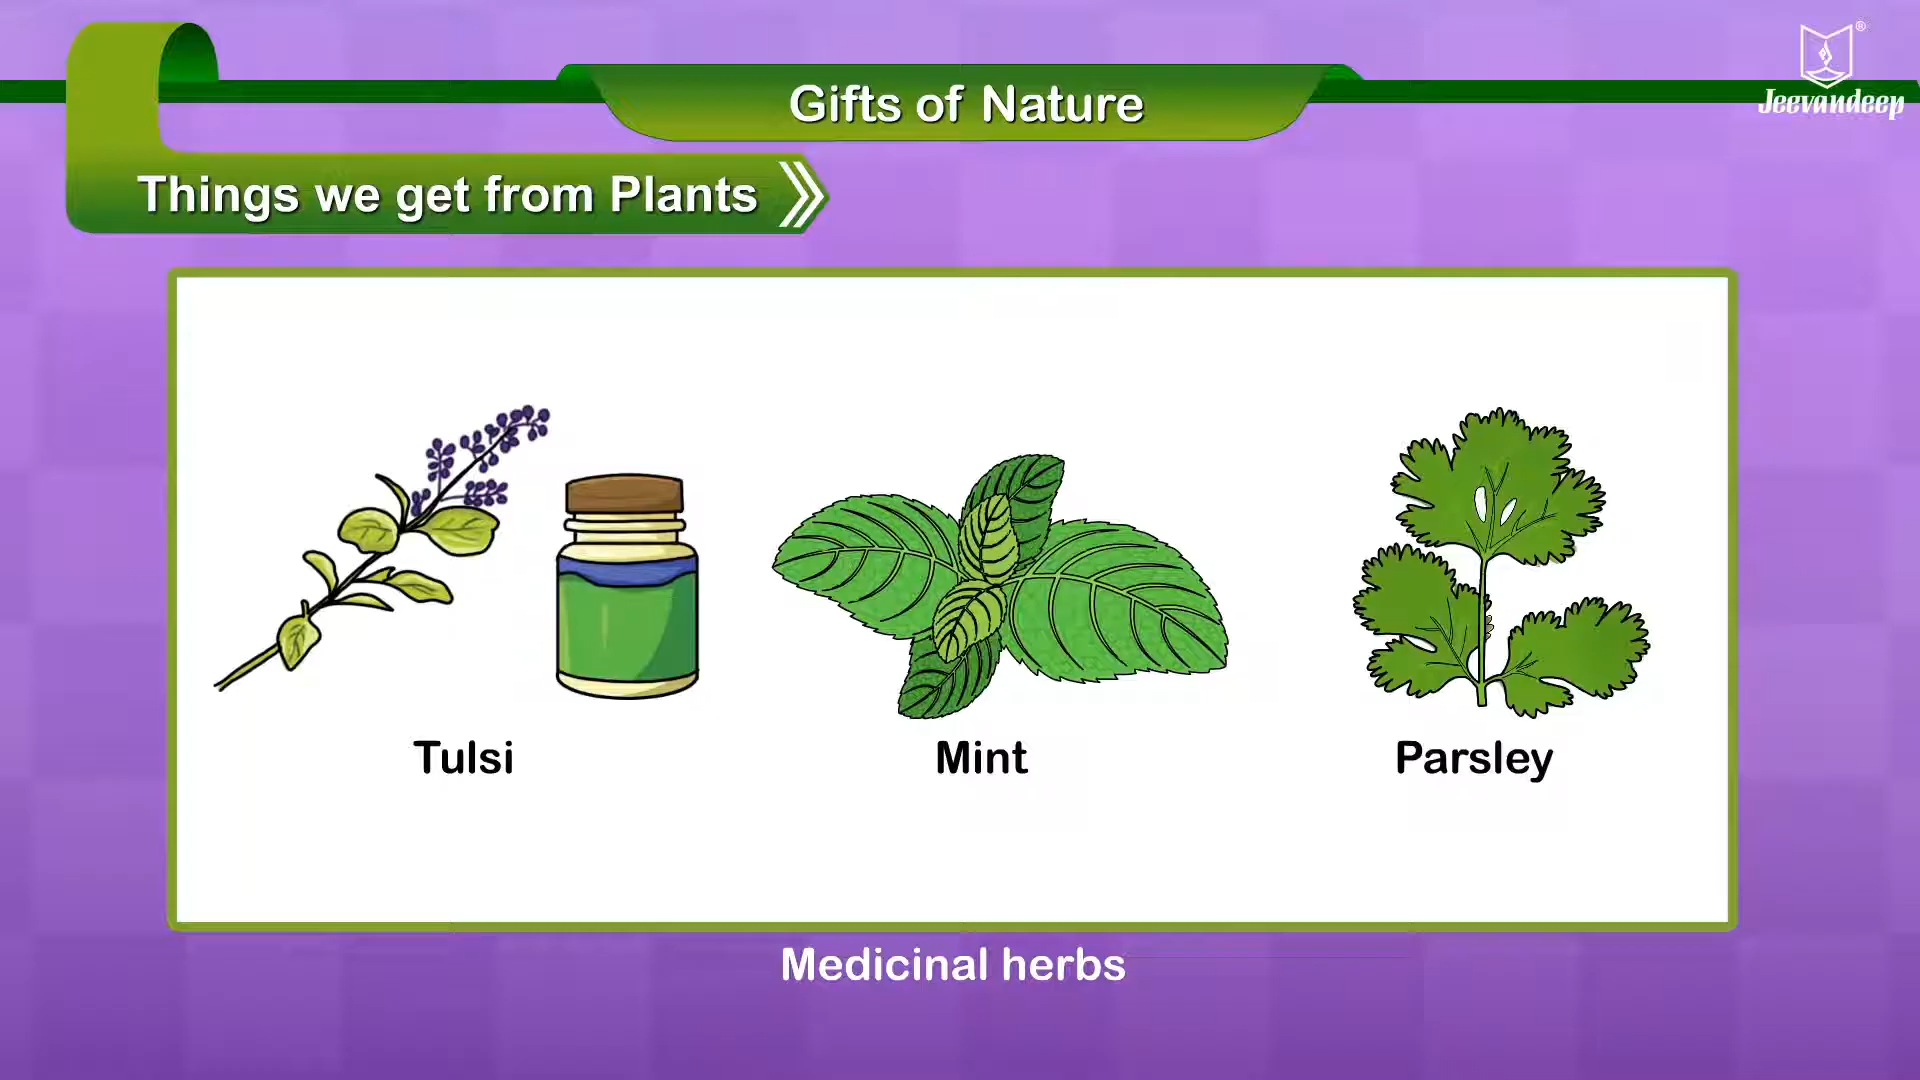 Gifts of Nature
®
Jeevandeep
Things we get from Plants
Tulsi
Mint
Parsley
Medicinal herbs